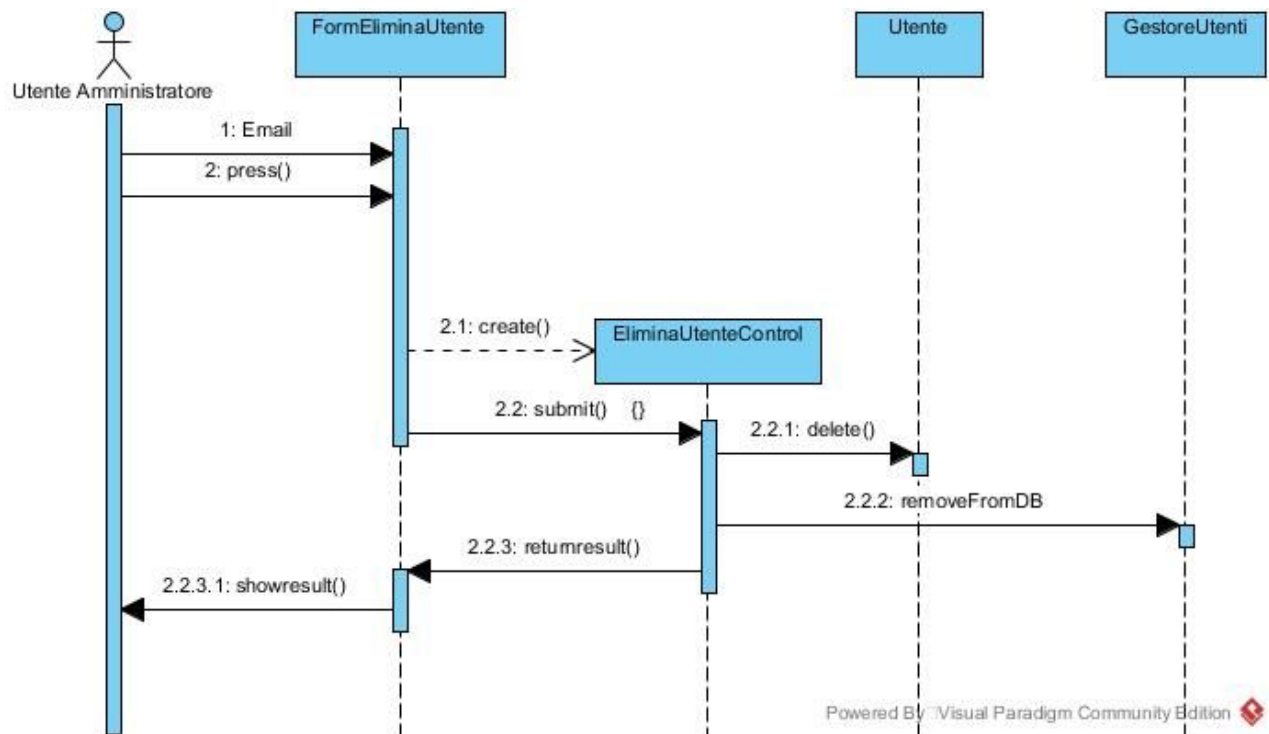 FormEliminaUtente
Utente
GestoreUtenti
Utente Amministratore
1: Email
2: press()
2.1: create()
EliminaUtenteControl
2.2: submit() {}
2.2.1: delete()
2.2.2: removeFromDB
2.2.3: returnresult()
2.2.3.1: showresult()
Powered By Visual Paradigm Community Edition